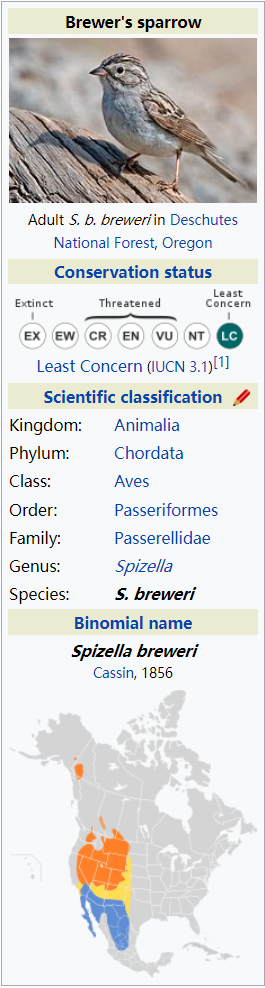 Brewer's sparrow
Adult S. b. breweri in Deschutes
National Forest, Oregon
Conservation status
Extinct Threatened Least Concern
EX EW CR EN VU NT LC
Least Concern (IUCN 3.1)[1]
Scientific classification
Kingdom: Animalia
Phylum: Chordata
Class: Aves
Order: Passeriformes
Family: Passerellidae
Genus: Spizella
Species: S. breweri
Binomial name
Spizella breweri
Cassin, 1856